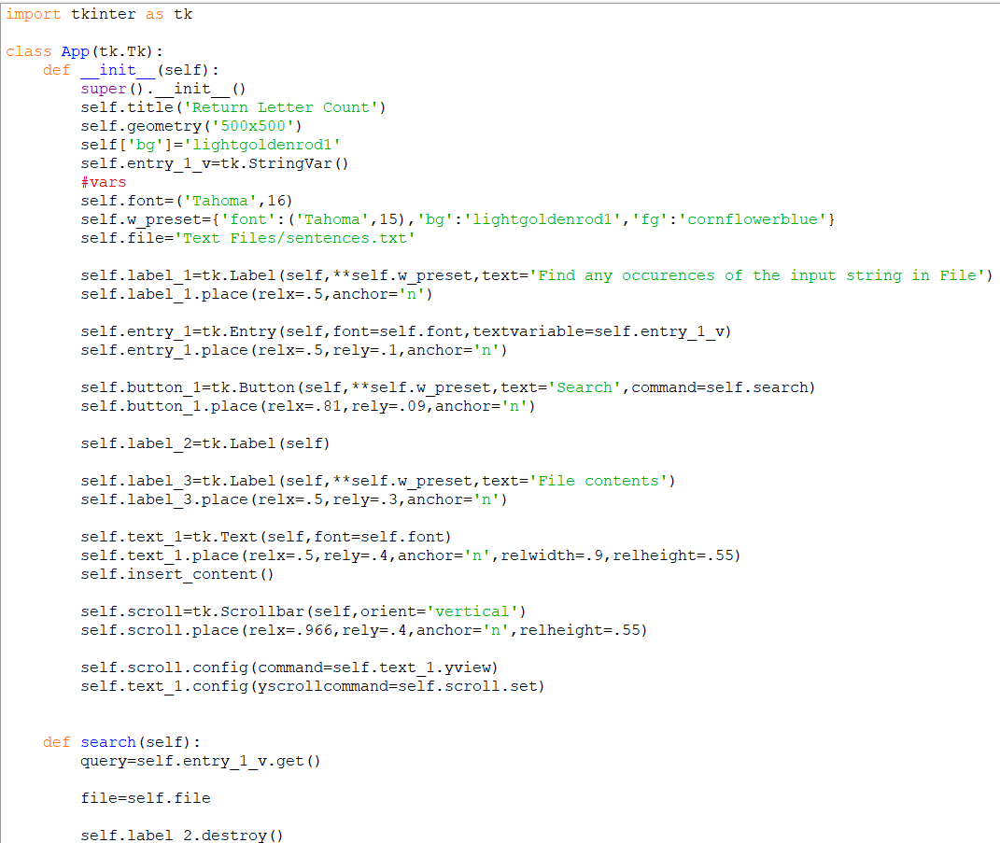 import tkinter as tk
class App(tk.Tk):
    def __init__(self):
        super().__init__()
        self.title('Return Letter Count')
        self.geometry('500x500')
        self['bg']='lightgoldenrod1'
        self.entry_1_v=tk.StringVar()
        #vars
        self.font=('Tahoma',16)
        self.w_preset={'font':('Tahoma',15),'bg':'lightgoldenrod1','fg':'cornflowerblue'}
        self.file='Text Files/sentences.txt'
        self.label_1=tk.Label(self,**self.w_preset,text='Find any occurences of the input string in File')
        self.label_1.place(relx=.5,anchor='n')
        self.entry_1=tk.Entry(self,font=self.font,textvariable=self.entry_1_v)
        self.entry_1.place(relx=.5,rely=.1,anchor='n')
        self.button_1=tk.Button(self,**self.w_preset,text='Search',command=self.search)
        self.button_1.place(relx=.81,rely=.09,anchor='n')
        self.label_2=tk.Label(self)
        self.label_3=tk.Label(self,**self.w_preset,text='File contents')
        self.label_3.place(relx=.5,rely=.3,anchor='n')
        self.text_1=tk.Text(self,font=self.font)
        self.text_1.place(relx=.5,rely=.4,anchor='n',relwidth=.9,relheight=.55)
        self.insert_content()
        self.scroll=tk.Scrollbar(self,orient='vertical')
        self.scroll.place(relx=.966,rely=.4,anchor='n',relheight=.55)
        self.scroll.config(command=self.text_1.yview)
        self.text_1.config(yscrollcommand=self.scroll.set)
    def search(self):
        query=self.entry_1_v.get()
        file=self.file
        self.label_2.destroy()